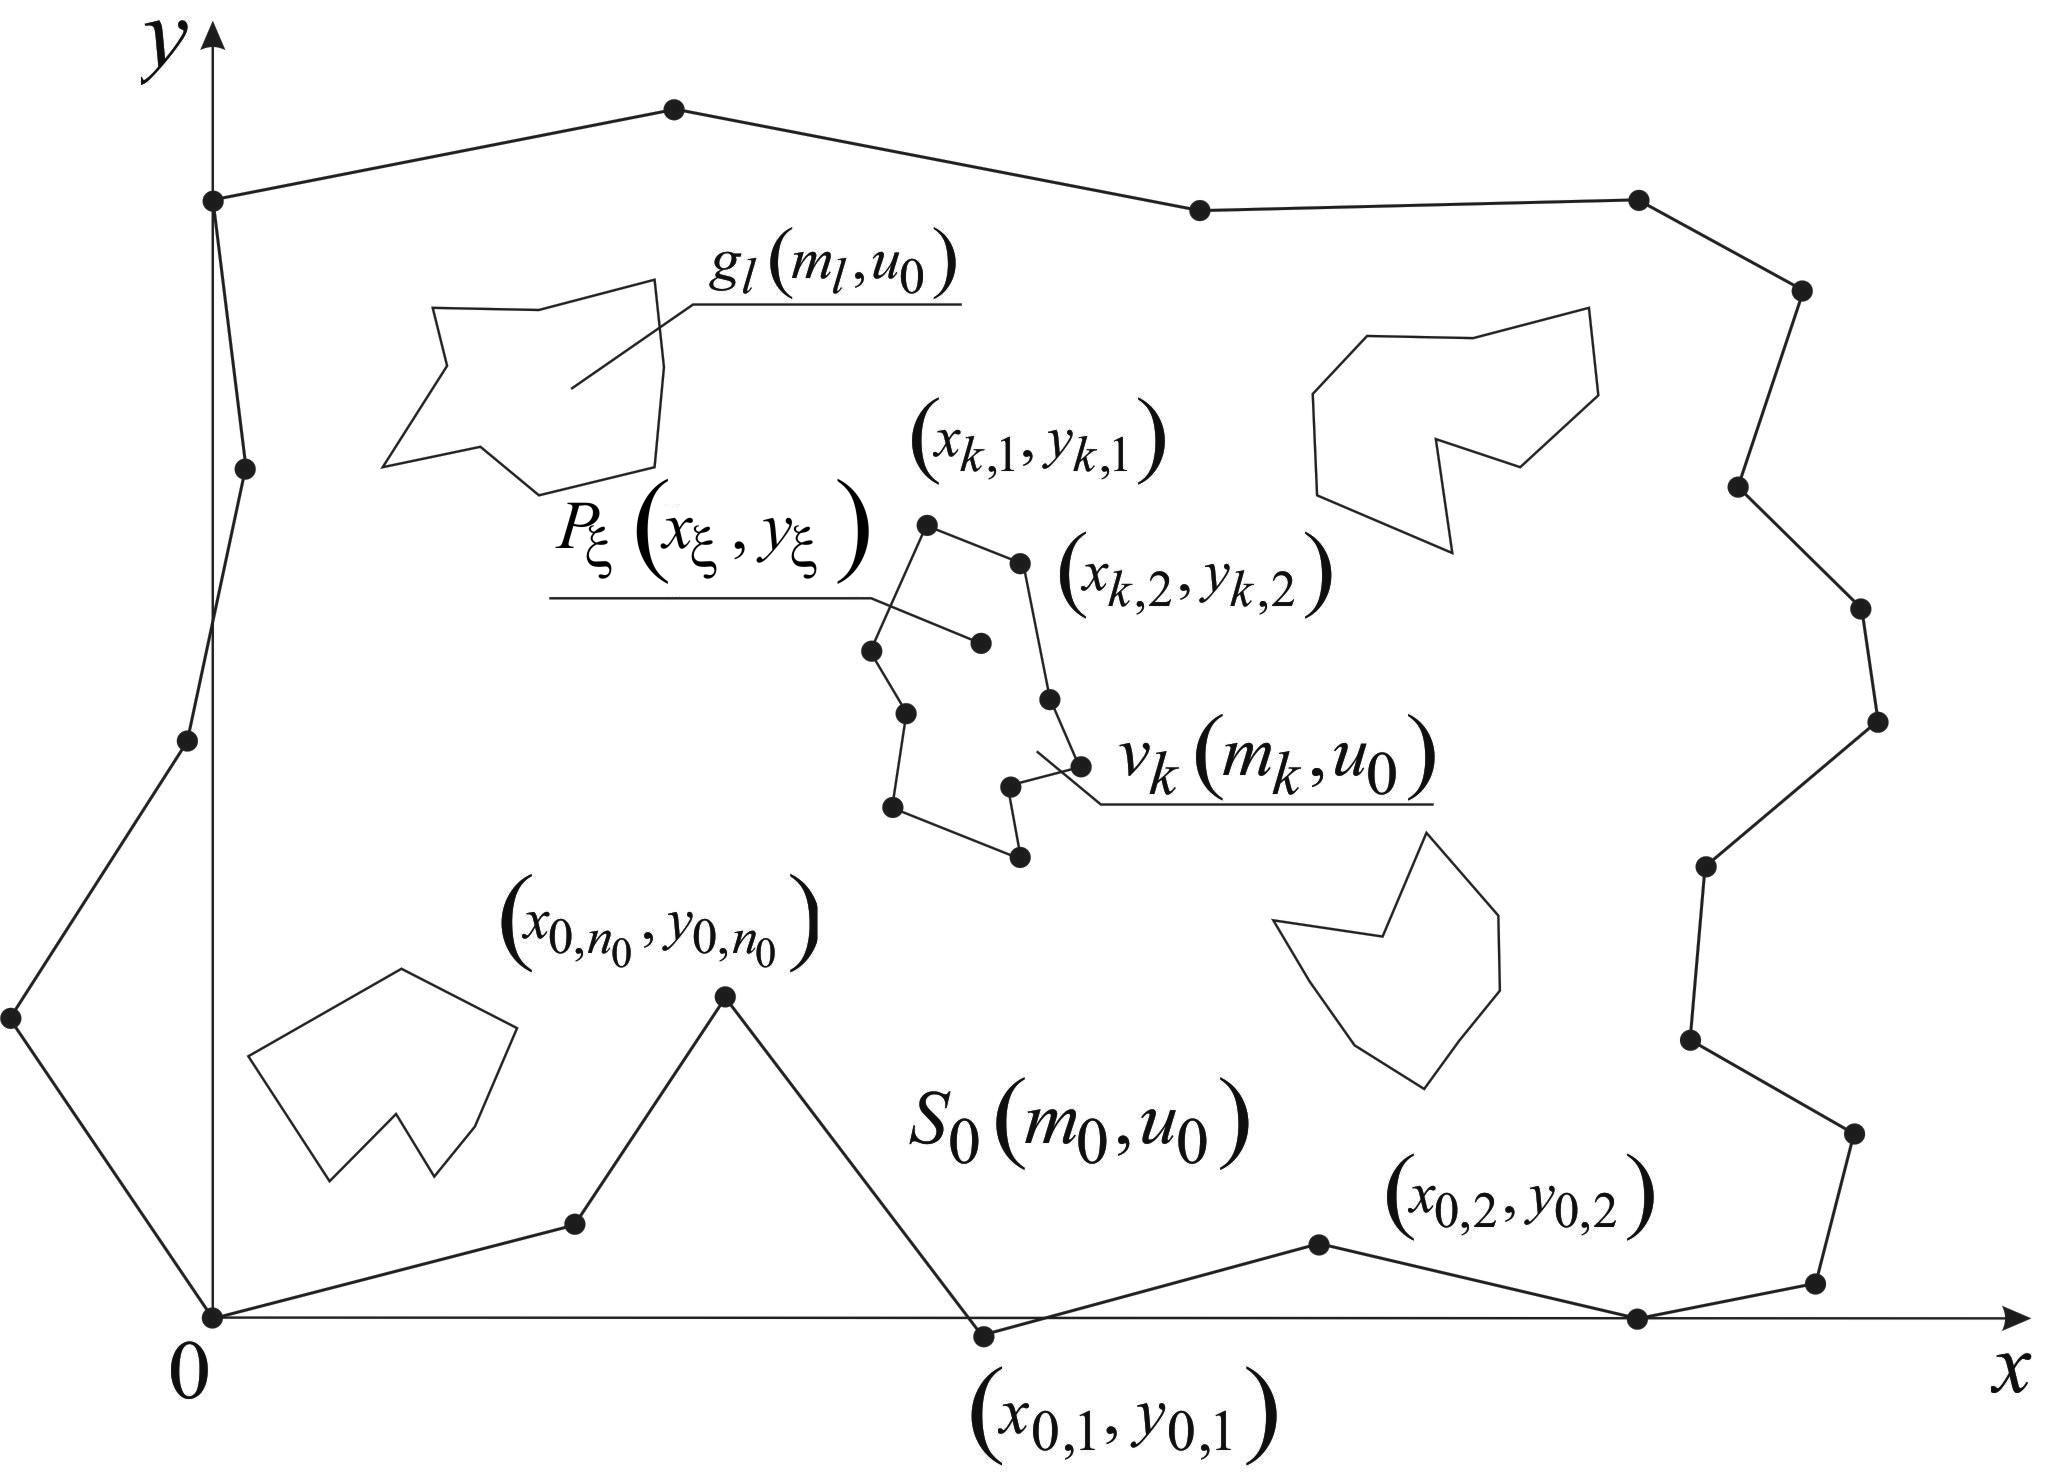 y
g_l (m_l, u_0)
(x_{k,1}, y_{k,1})
P_ξ (x_ξ, y_ξ)
(x_{k,2}, y_{k,2})
v_k (m_k, u_0)
(x_{0,n_0}, y_{0,n_0})
S_0 (m_0, u_0)
(x_{0,2}, y_{0,2})
0
x
(x_{0,1}, y_{0,1})